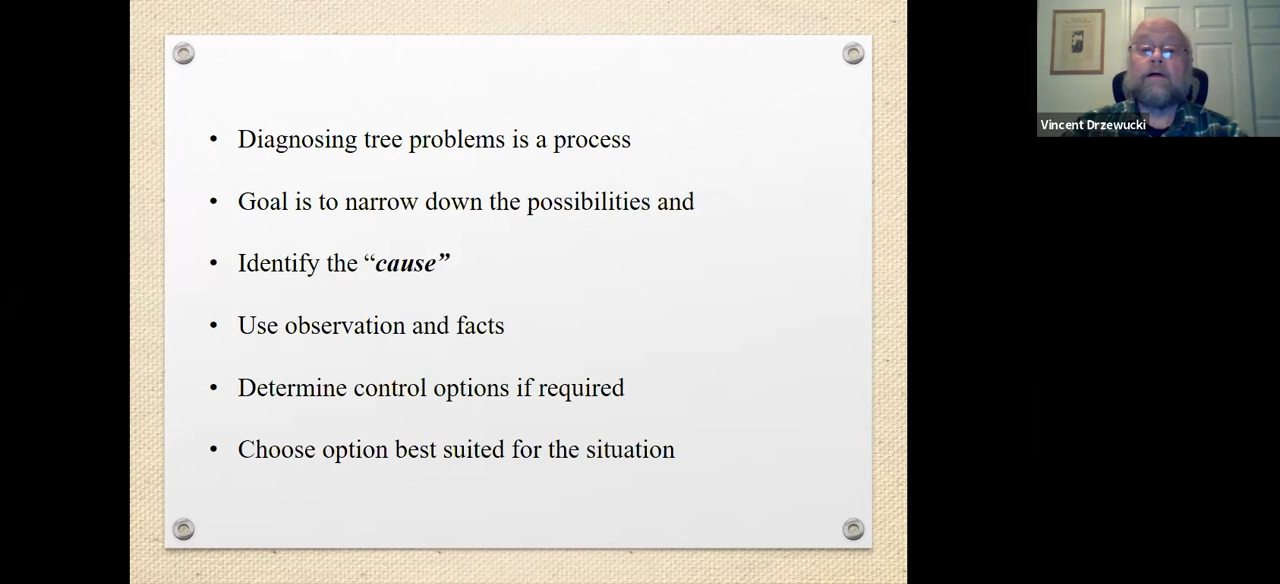 • Diagnosing tree problems is a process
• Goal is to narrow down the possibilities and
• Identify the “cause”
• Use observation and facts
• Determine control options if required
• Choose option best suited for the situation
Vincent Drzewucki